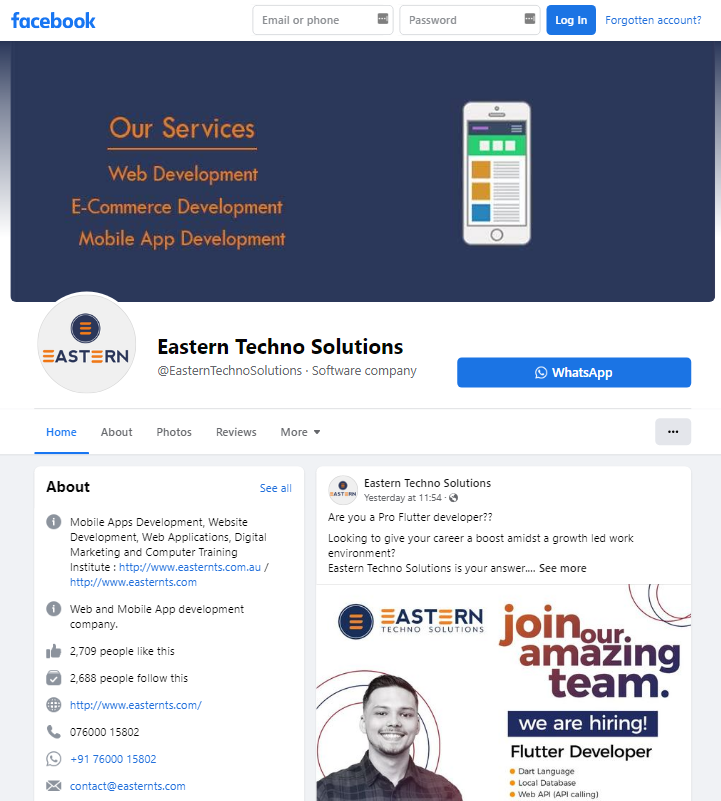 facebook
Email or phone
Password
Log In
Forgotten account?
Our Services
Web Development
E-Commerce Development
Mobile App Development
EASTERN
Eastern Techno Solutions
@EasternTechnoSolutions · Software company
WhatsApp
Home
About
Photos
Reviews
More
About
See all
Mobile Apps Development, Website
Development, Web Applications, Digital
Marketing and Computer Training
Institute : http://www.easternts.com.au /
http://www.easternts.com
Web and Mobile App development
company.
2,709 people like this
2,688 people follow this
http://www.easternts.com/
076000 15802
+91 76000 15802
contact@easternts.com
EASTERN
Eastern Techno Solutions
Yesterday at 11:54 ·
Are you a Pro Flutter developer??
Looking to give your career a boost amidst a growth led work
environment?
Eastern Techno Solutions is your answer.... See more
EASTERN
TECHNO SOLUTIONS
join our
amazing
team.
we are hiring!
Flutter Developer
Dart Language
Local Database
Web API (API calling)